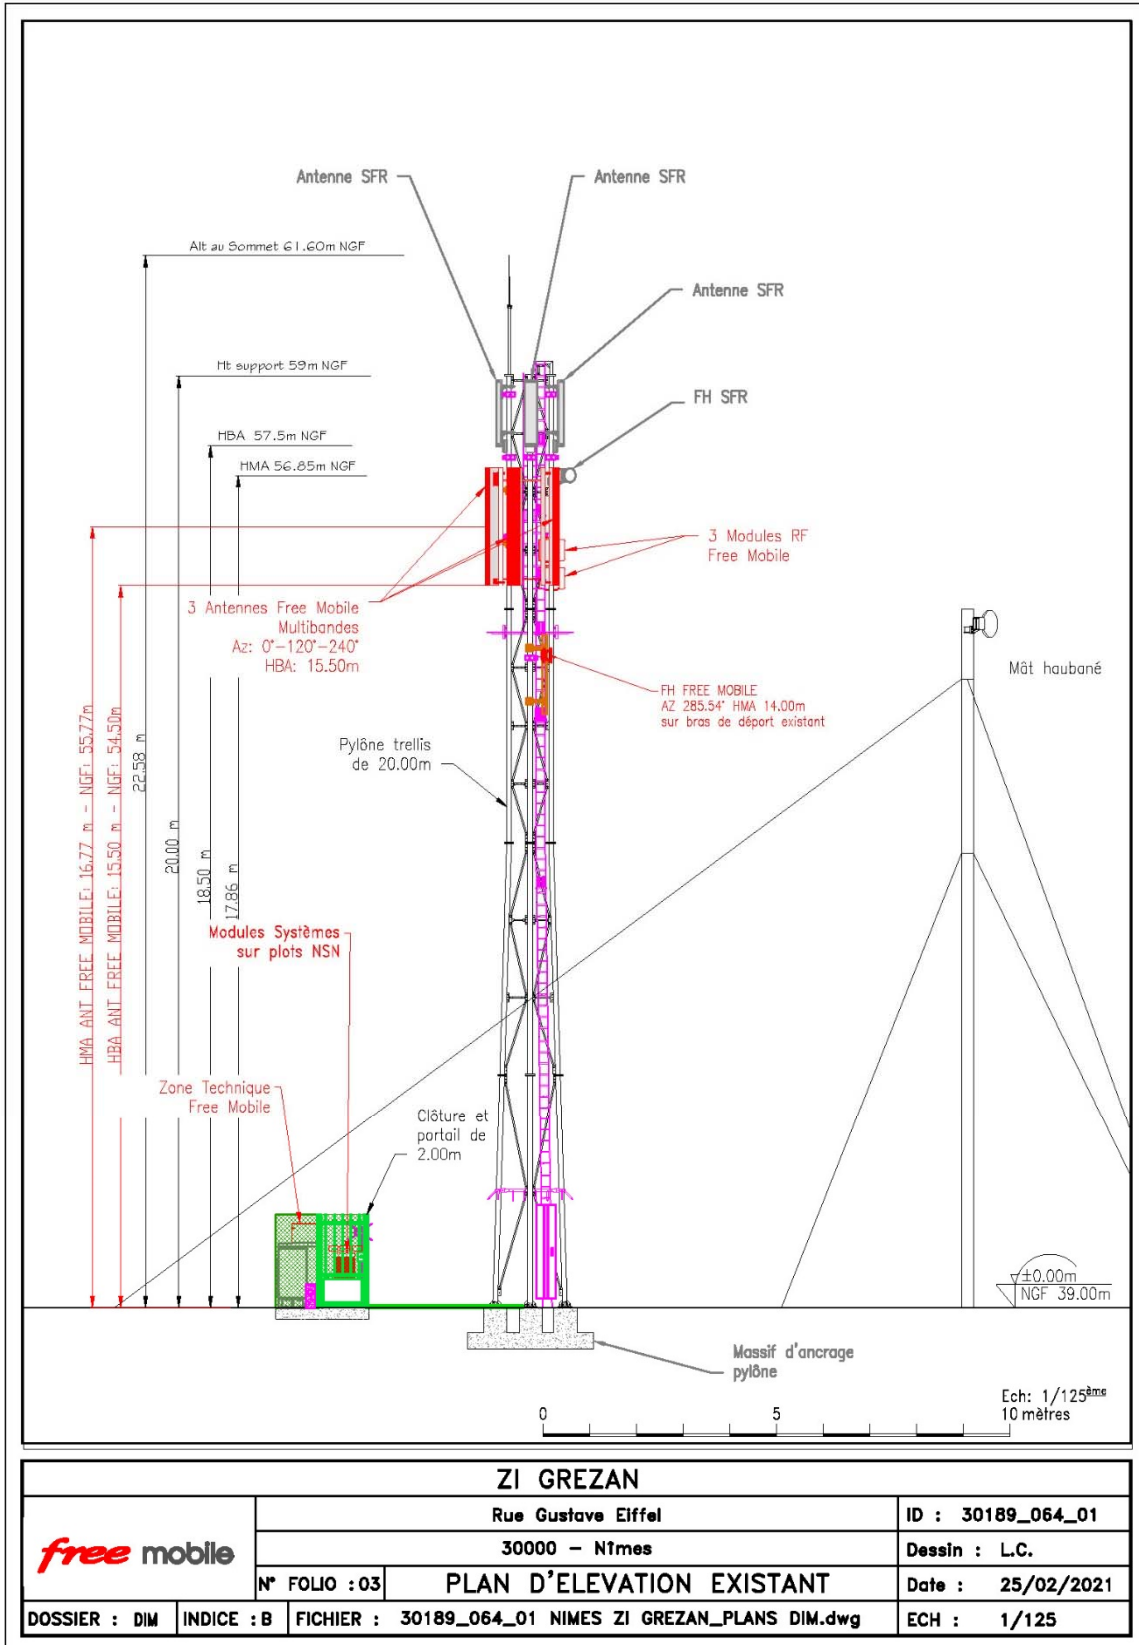 Antenne SFR
Antenne SFR
Alt au Sommet 61.60m NGF
Antenne SFR
Ht support 59m NGF
FH SFR
HBA 57.5m NGF
HMA 56.85m NGF
3 Modules RF
Free Mobile
3 Antennes Free Mobile
Multibandes
Az: 0°-120°-240°
HBA: 15.50m
Mât haubané
FH FREE MOBILE
AZ 285.54° HMA 14.00m
sur bras de déport existant
Pylône trellis
de 20.00m
HMA ANT FREE MOBILE: 16.77 m - NGF: 55.77m
HBA ANT FREE MOBILE: 15.50 m - NGF: 54.50m
22.58 m
20.00 m
18.50 m
17.86 m
Modules Systèmes
sur plots NSN
Zone Technique
Free Mobile
Clôture et
portail de
2.00m
±0.00m
NGF 39.00m
Massif d'ancrage
pylône
Ech: 1/125ème
0 5 10 mètres
ZI GREZAN
free mobile
Rue Gustave Eiffel
ID : 30189_064_01
30000 - Nîmes
Dessin : L.C.
N° FOLIO : 03
PLAN D'ELEVATION EXISTANT
Date : 25/02/2021
DOSSIER : DIM
INDICE : B
FICHIER : 30189_064_01 NIMES ZI GREZAN_PLANS DIM.dwg
ECH : 1/125